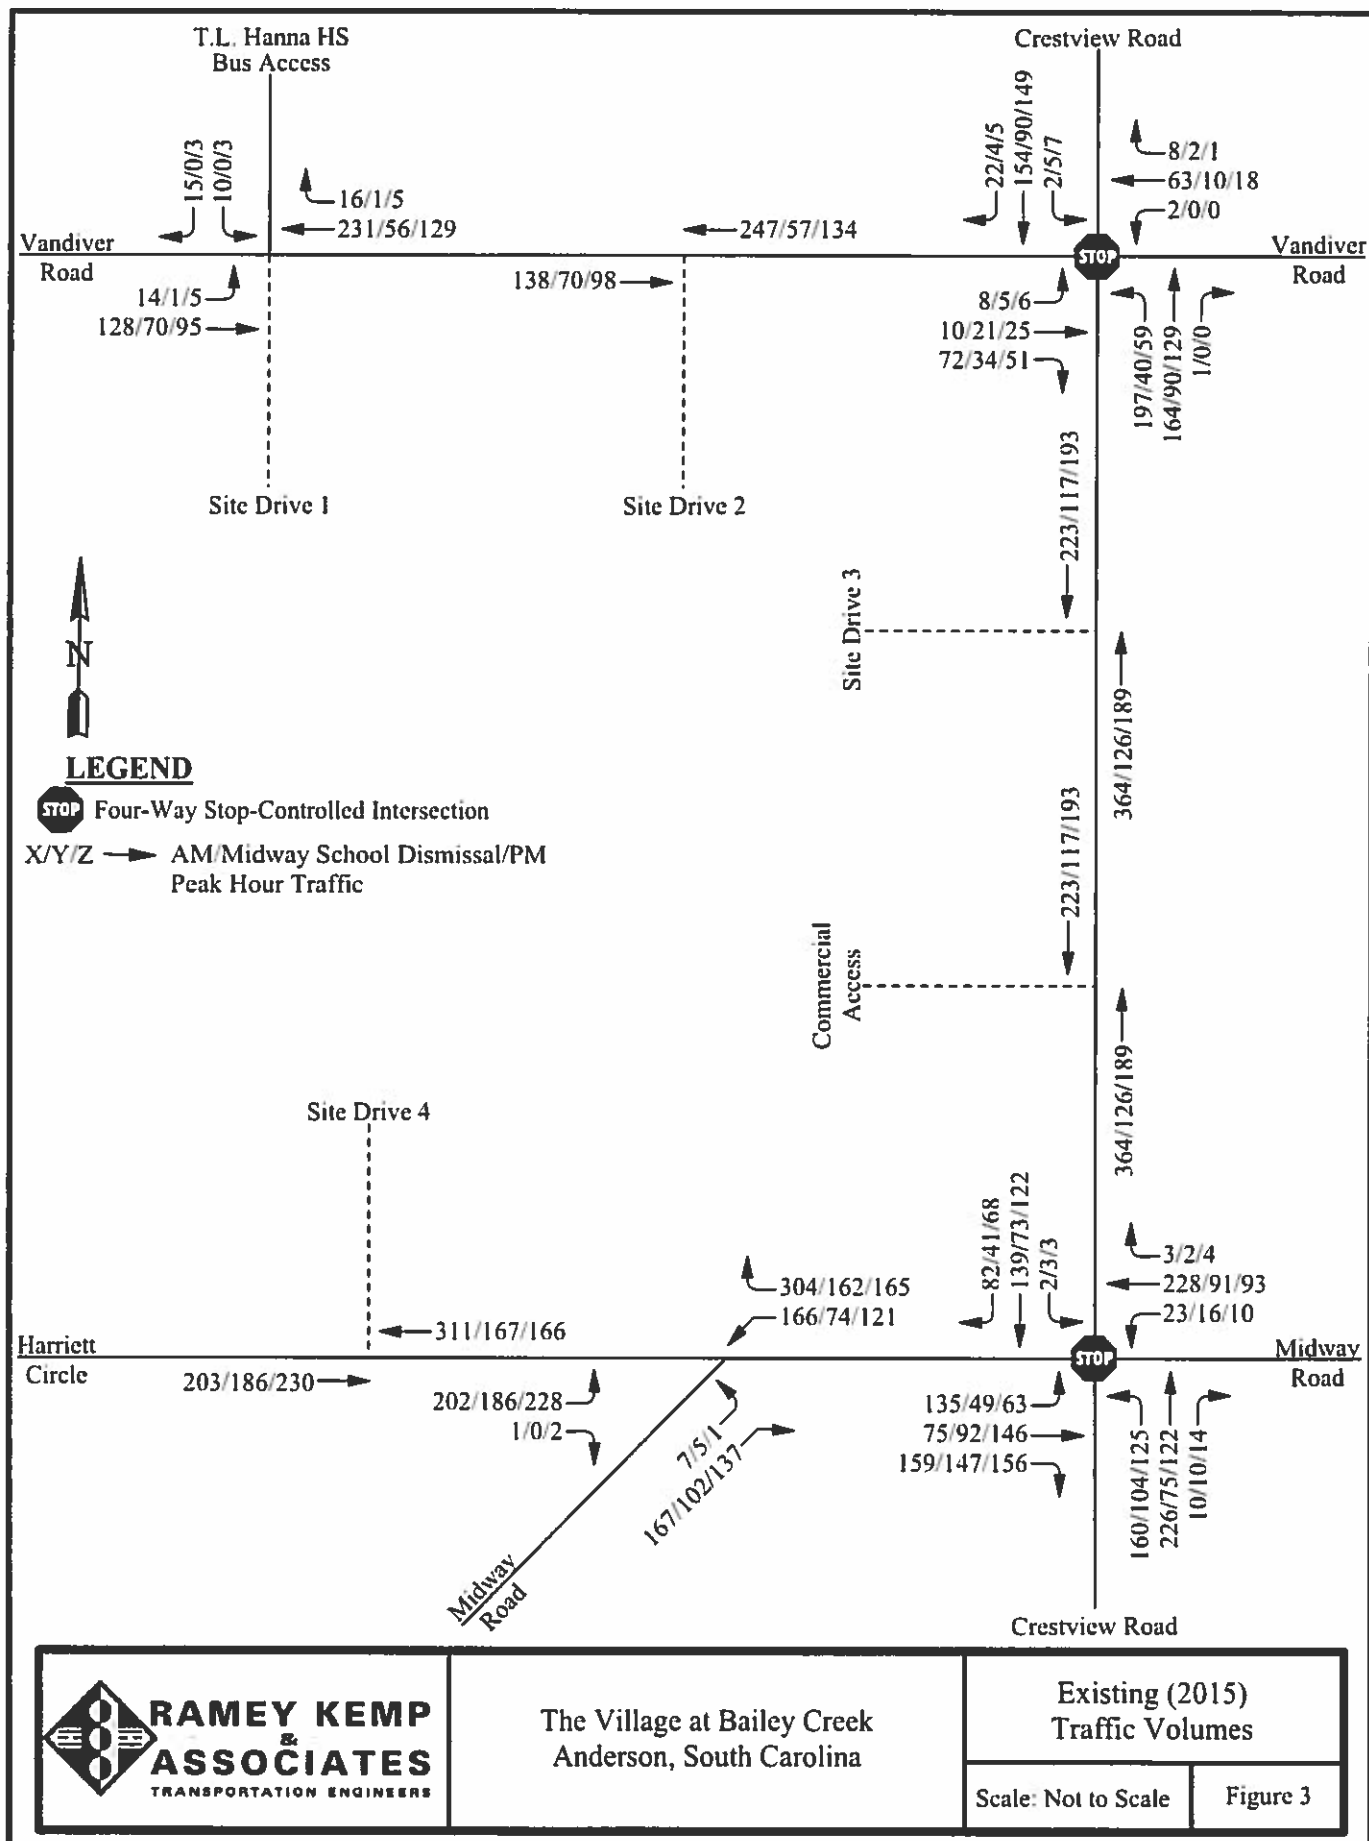 T.L. Hanna HS
Bus Access
Crestview Road
15/0/3
10/0/3
16/1/5
231/56/129
247/57/134
22/4/5
154/90/149
2/5/7
8/2/1
63/10/18
2/0/0
Vandiver
Road
STOP
Vandiver
Road
14/1/5
128/70/95
138/70/98
8/5/6
10/21/25
72/34/51
197/40/59
164/90/129
1/0/0
Site Drive 1
Site Drive 2
223/117/193
Site Drive 3
364/126/189
N
LEGEND
STOP Four-Way Stop-Controlled Intersection
X/Y/Z AM/Midway School Dismissal/PM
Peak Hour Traffic
223/117/193
Commercial
Access
364/126/189
Site Drive 4
304/162/165
166/74/121
82/41/68
139/73/122
2/3/3
3/2/4
228/91/93
23/16/10
311/167/166
Harriett
Circle
STOP
Midway
Road
203/186/230
202/186/228
1/0/2
7/5/1
167/102/137
135/49/63
75/92/146
159/147/156
160/104/125
226/75/122
10/10/14
Midway
Road
Crestview Road
RAMEY KEMP
&
ASSOCIATES
TRANSPORTATION ENGINEERS
The Village at Bailey Creek
Anderson, South Carolina
Existing (2015)
Traffic Volumes
Scale: Not to Scale
Figure 3